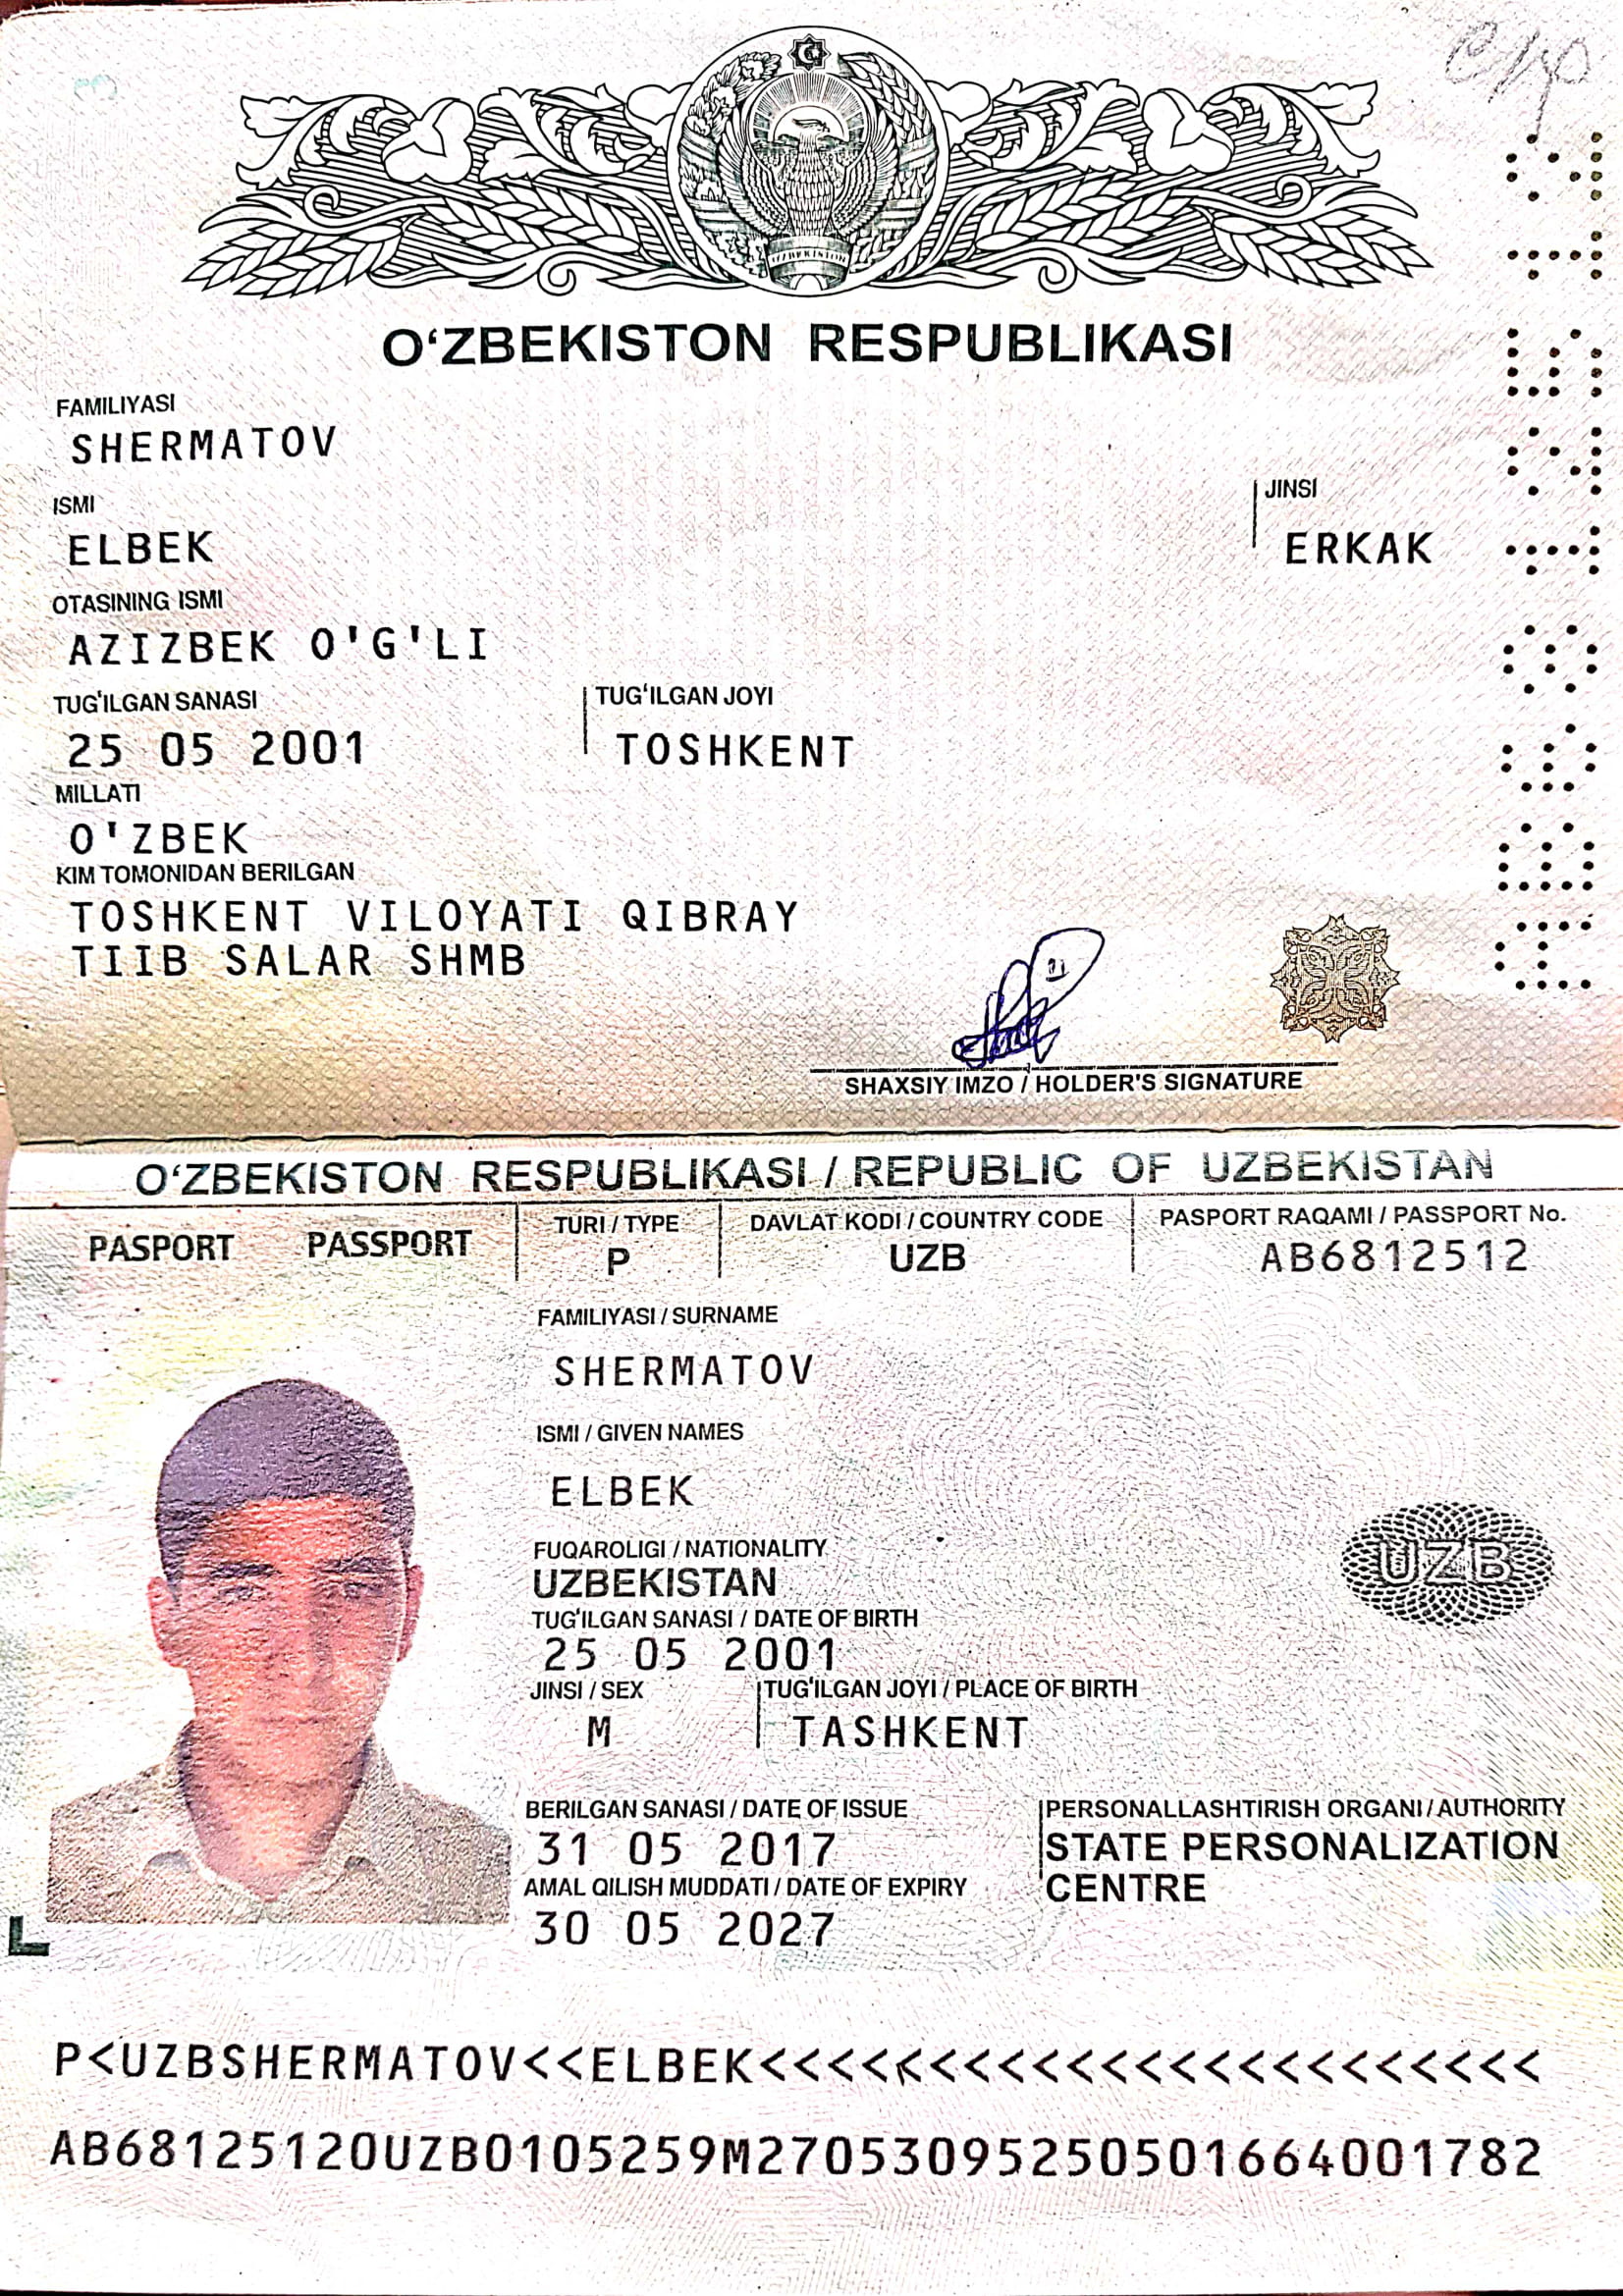 O‘ZBEKISTON RESPUBLIKASI
FAMILIYASI
SHERMATOV
ISMI
JINSI
ELBEK
ERKAK
OTASINING ISMI
AZIZBEK O'G'LI
TUG‘ILGAN SANASI
TUG‘ILGAN JOYI
25 05 2001
TOSHKENT
MILLATI
O'ZBEK
KIM TOMONIDAN BERILGAN
TOSHKENT VILOYATI QIBRAY
TIIB SALAR SHMB
SHAXSIY IMZO / HOLDER'S SIGNATURE
O‘ZBEKISTON RESPUBLIKASI / REPUBLIC OF UZBEKISTAN
PASPORT PASSPORT
TURI / TYPE
DAVLAT KODI / COUNTRY CODE
PASPORT RAQAMI / PASSPORT No.
P
UZB
AB6812512
FAMILIYASI / SURNAME
SHERMATOV
ISMI / GIVEN NAMES
ELBEK
FUQAROLIGI / NATIONALITY
UZBEKISTAN
UZB
TUG‘ILGAN SANASI / DATE OF BIRTH
25 05 2001
JINSI / SEX
TUG‘ILGAN JOYI / PLACE OF BIRTH
M
TASHKENT
BERILGAN SANASI / DATE OF ISSUE
PERSONALLASHTIRISH ORGANI / AUTHORITY
31 05 2017
STATE PERSONALIZATION
AMAL QILISH MUDDATI / DATE OF EXPIRY
CENTRE
30 05 2027
P<UZBSHERMATOV<<ELBEK<<<<<<<<<<<<<<<<<<<<<<<
AB68125120UZB0105259M27053095250501664001782